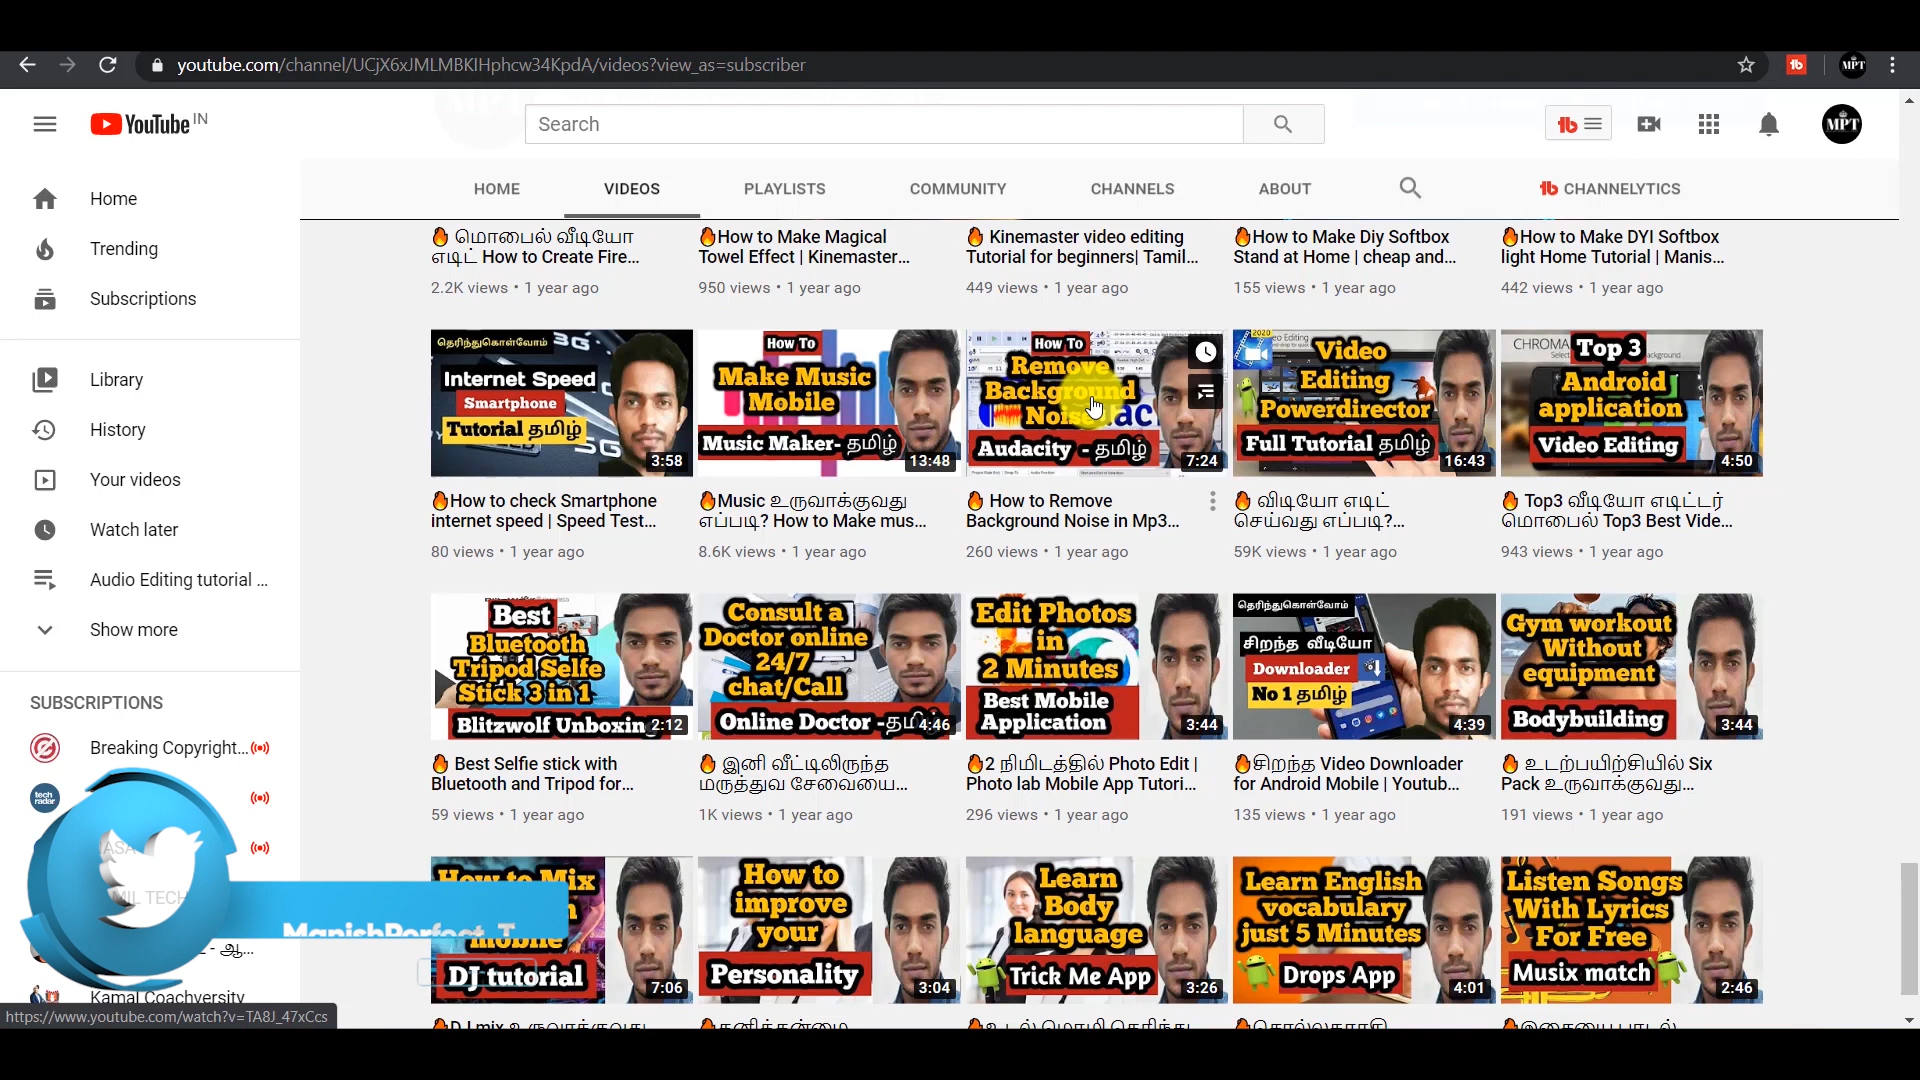 youtube.com/channel/UCjX6xJMLMBKIHphcw34KpdA/videos?view_as=subscriber
MPT
YouTube IN
Search
MPT
HOME
VIDEOS
PLAYLISTS
COMMUNITY
CHANNELS
ABOUT
CHANNELYTICS
Home
Trending
Subscriptions
Library
History
Your videos
Watch later
Audio Editing tutorial ...
Show more
SUBSCRIPTIONS
Breaking Copyright...
tech radar
Kamal Coachversity
https://www.youtube.com/watch?v=TA8J_47xCcs
🔥 மொபைல் வீடியோ
எடிட் How to Create Fire...
2.2K views • 1 year ago
🔥How to Make Magical
Towel Effect | Kinemaster...
950 views • 1 year ago
🔥 Kinemaster video editing
Tutorial for beginners| Tamil...
449 views • 1 year ago
🔥How to Make Diy Softbox
Stand at Home | cheap and...
155 views • 1 year ago
🔥How to Make DYI Softbox
light Home Tutorial | Manis...
442 views • 1 year ago
தெரிந்துகொள்வோம்
Internet Speed
Smartphone
Tutorial தமிழ்
3:58
How To
Make Music
Mobile
Music Maker- தமிழ்
13:48
How To
Remove
Background
Noise
Audacity - தமிழ்
7:24
2020
Video
Editing
Powerdirector
Full Tutorial தமிழ்
16:43
CHROMA
Top 3
Android
application
Video Editing
4:50
🔥How to check Smartphone
internet speed | Speed Test...
80 views • 1 year ago
🔥Music உருவாக்குவது
எப்படி? How to Make mus...
8.6K views • 1 year ago
🔥 How to Remove
Background Noise in Mp3...
260 views • 1 year ago
🔥 விடியோ எடிட்
செய்வது எப்படி?...
59K views • 1 year ago
🔥 Top3 வீடியோ எடிட்டர்
மொபைல் Top3 Best Vide...
943 views • 1 year ago
Best
Bluetooth
Tripod Selfe
Stick 3 in 1
Blitzwolf Unboxing
2:12
Consult a
Doctor online
24/7
chat/Call
Online Doctor -தமிழ்
4:46
Edit Photos
in
2 Minutes
Best Mobile
Application
3:44
தெரிந்துகொள்வோம்
சிறந்த வீடியோ
Downloader
No 1 தமிழ்
4:39
Gym workout
Without
equipment
Bodybuilding
3:44
🔥 Best Selfie stick with
Bluetooth and Tripod for...
59 views • 1 year ago
🔥 இனி வீட்டிலிருந்த
மருத்துவ சேவையை...
1K views • 1 year ago
🔥2 நிமிடத்தில் Photo Edit |
Photo lab Mobile App Tutori...
296 views • 1 year ago
🔥சிறந்த Video Downloader
for Android Mobile | Youtub...
135 views • 1 year ago
🔥 உடற்பயிற்சியில் Six
Pack உருவாக்குவது...
191 views • 1 year ago
How to Mix
mobile
DJ tutorial
7:06
How to
improve
your
Personality
3:04
Learn
Body
language
Trick Me App
3:26
Learn English
vocabulary
just 5 Minutes
Drops App
4:01
Listen Songs
With Lyrics
For Free
Musix match
2:46
ManishPerfect T